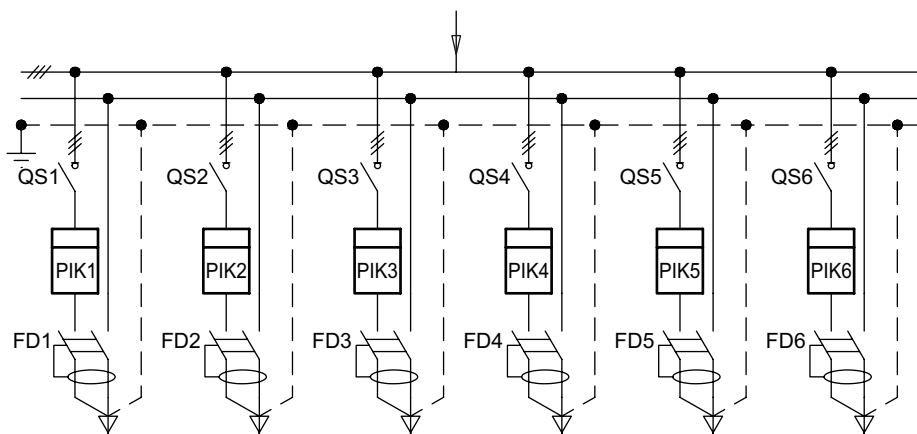 QS1 QS2 QS3 QS4 QS5 QS6
PIK1 PIK2 PIK3 PIK4 PIK5 PIK6
FD1 FD2 FD3 FD4 FD5 FD6